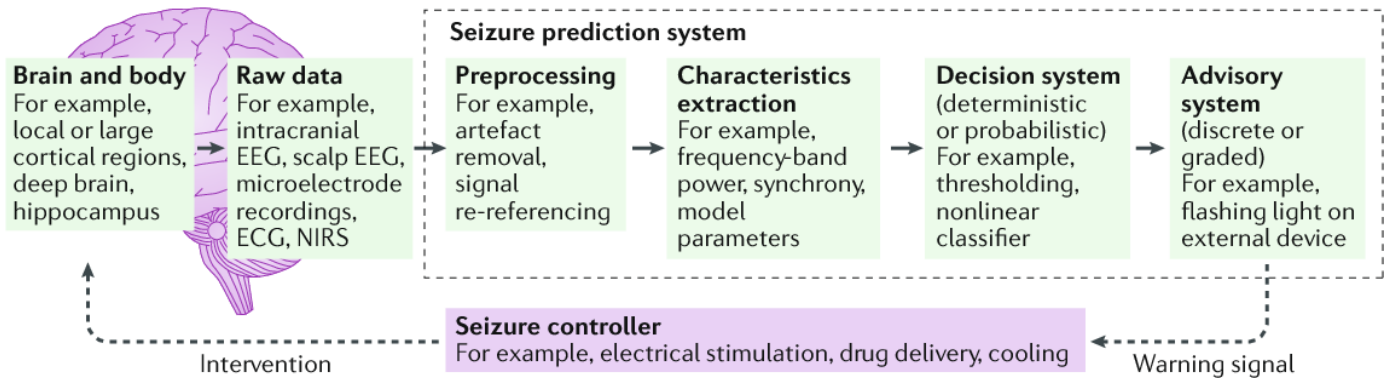 Seizure prediction system
Brain and body
For example,
local or large
cortical regions,
deep brain,
hippocampus
Raw data
For example,
intracranial
EEG, scalp EEG,
microelectrode
recordings,
ECG, NIRS
Preprocessing
For example,
artefact
removal,
signal
re-referencing
Characteristics
extraction
For example,
frequency-band
power, synchrony,
model
parameters
Decision system
(deterministic
or probabilistic)
For example,
thresholding,
nonlinear
classifier
Advisory
system
(discrete or
graded)
For example,
flashing light on
external device
Seizure controller
For example, electrical stimulation, drug delivery, cooling
Intervention
Warning signal